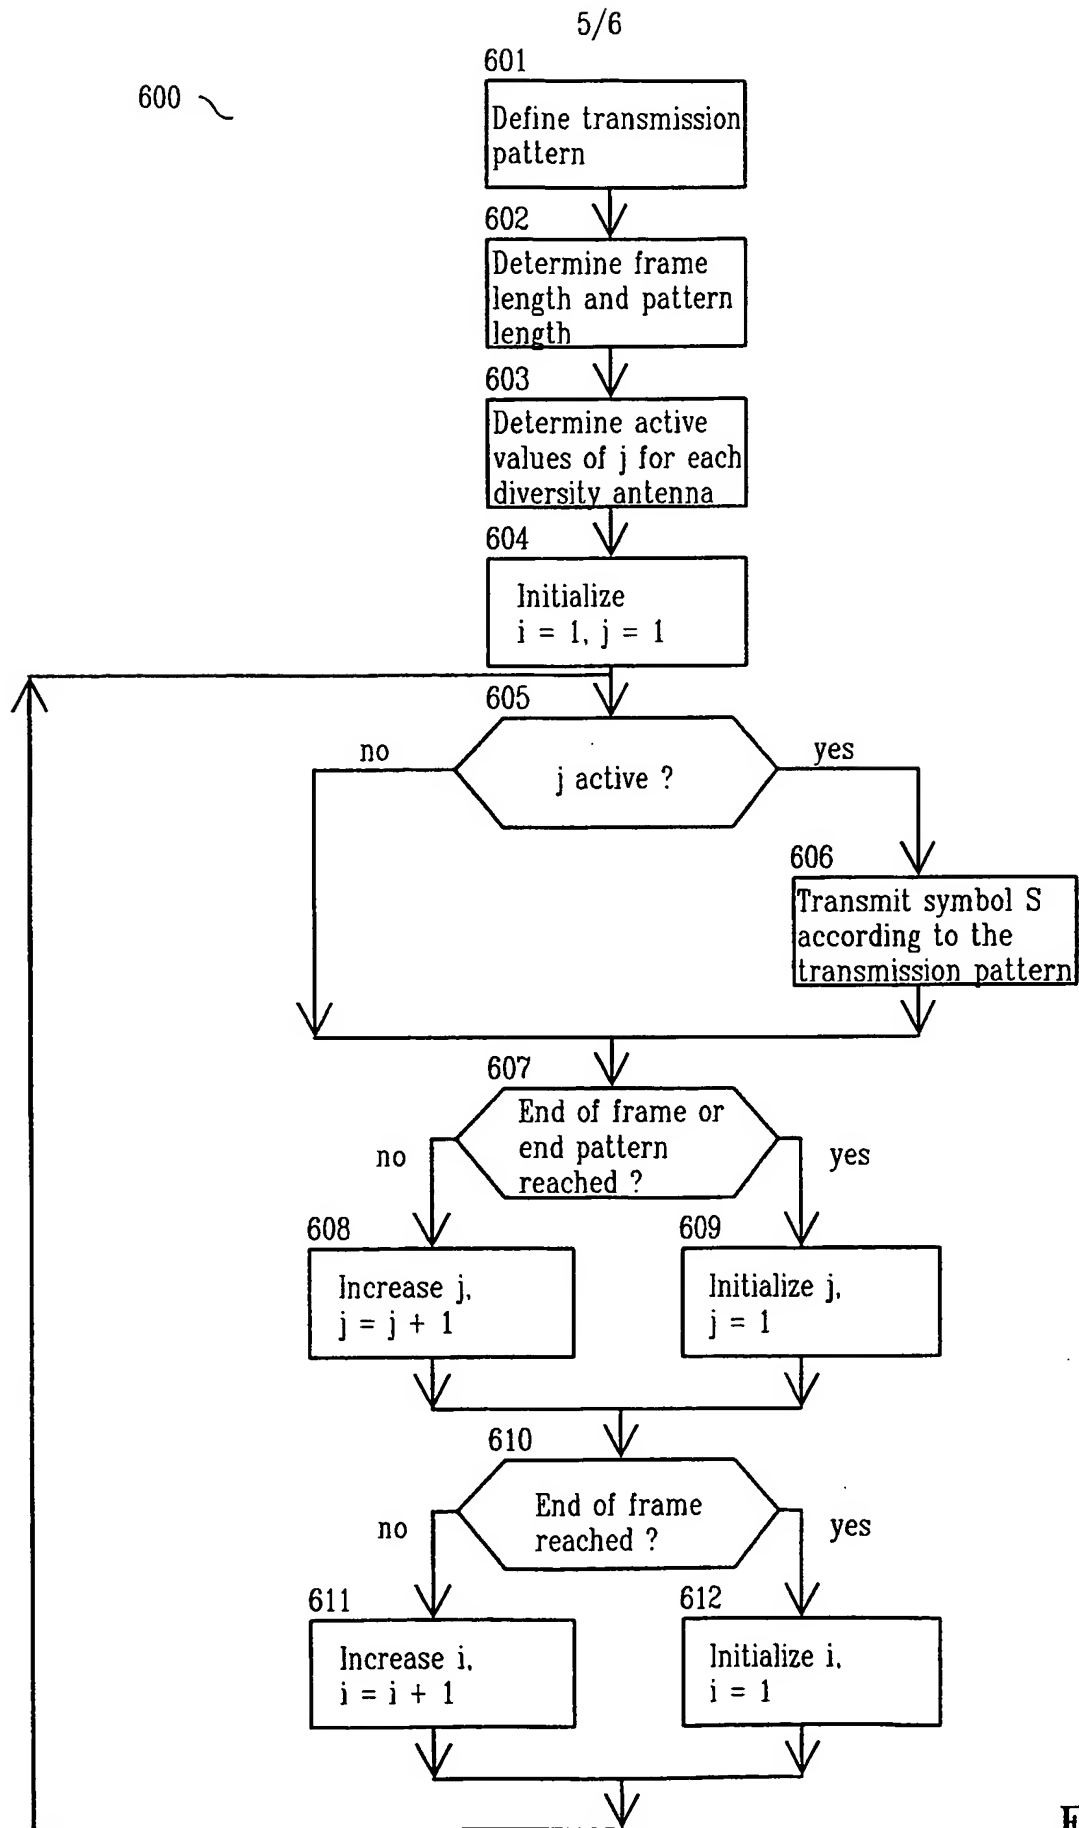 5/6
600
601
Define transmission
pattern
602
Determine frame
length and pattern
length
603
Determine active
values of j for each
diversity antenna
604
Initialize
i = 1, j = 1
605
no
yes
j active ?
606
Transmit symbol S
according to the
transmission pattern
607
End of frame or
end pattern
reached ?
no
yes
608
Increase j,
j = j + 1
609
Initialize j,
j = 1
610
End of frame
reached ?
no
yes
611
Increase i,
i = i + 1
612
Initialize i,
i = 1